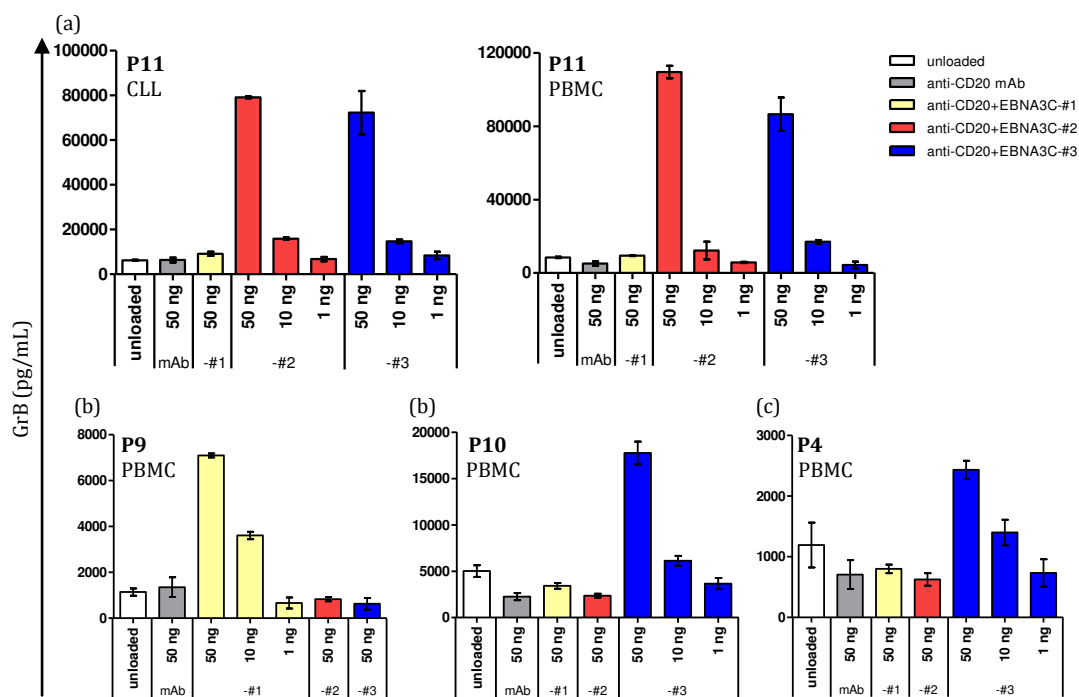 (a)
GrB (pg/mL)
P11
CLL
100000
80000
60000
40000
20000
0
unloaded
50 ng
50 ng
50 ng
10 ng
1 ng
50 ng
10 ng
1 ng
mAb
-#1
-#2
-#3
P11
PBMC
120000
80000
40000
0
unloaded
50 ng
50 ng
50 ng
10 ng
1 ng
50 ng
10 ng
1 ng
mAb
-#1
-#2
-#3
unloaded
anti-CD20 mAb
anti-CD20+EBNA3C-#1
anti-CD20+EBNA3C-#2
anti-CD20+EBNA3C-#3
(b)
P9
PBMC
8000
6000
4000
2000
0
unloaded
50 ng
50 ng
10 ng
1 ng
50 ng
50 ng
mAb
-#1
-#2
-#3
(b)
P10
PBMC
20000
15000
10000
5000
0
unloaded
50 ng
50 ng
50 ng
50 ng
10 ng
1 ng
mAb
-#1
-#2
-#3
(c)
P4
PBMC
3000
2000
1000
0
unloaded
50 ng
50 ng
50 ng
50 ng
10 ng
1 ng
mAb
-#1
-#2
-#3